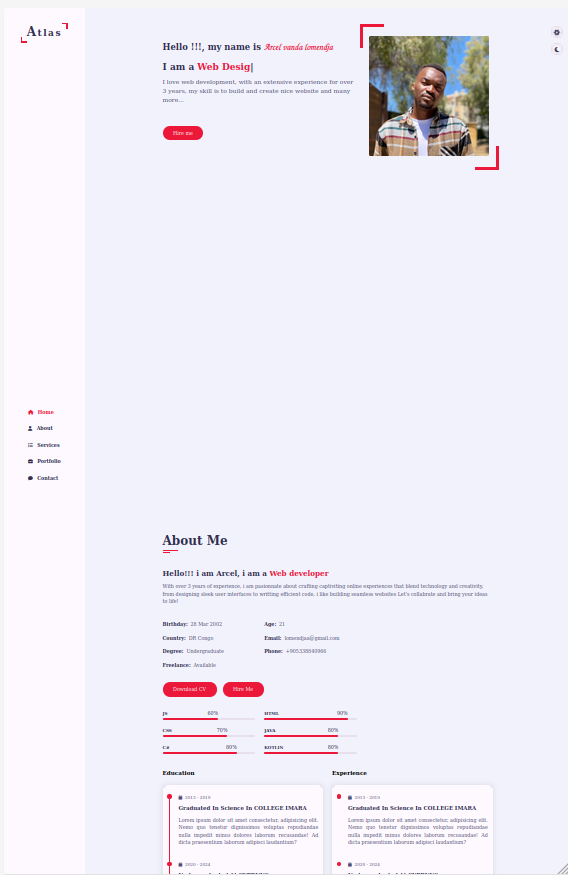 Atlas
Home
About
Services
Portfolio
Contact
Hello !!!, my name is Arcel vanda lomendja
I am a Web Desig|
I love web development, with an extensive experience for over
3 years, my skill is to build and create nice website and many
more...
Hire me
About Me
Hello!!! i am Arcel, i am a Web developer
With over 3 years of experience, i am passionate about crafting captivating online experiences that blend technology and creativity,
from designing sleek user interfaces to writting efficient code, i like building seamless websites Let's collabrate and bring your ideas
to life!
Birthday: 28 Mar 2002
Age: 21
Country: DR Congo
Email: lomendjaa@gmail.com
Degree: Undergraduate
Phone: +905338840966
Freelance: Available
Download CV
Hire Me
JS 60%
HTML 90%
CSS 70%
JAVA 80%
C# 80%
KOTLIN 80%
Education
Experience
2013 - 2019
Graduated In Science In COLLEGE IMARA
Lorem ipsum dolor sit amet consectetur, adipisicing elit.
Nemo quo tenetur dignissimos voluptas repudiandae
nulla impedit minus dolores laborum recusandae! Ad
dicta praesentium laborum adipisci laudantium?
2020 - 2024
2013 - 2019
Graduated In Science In COLLEGE IMARA
Lorem ipsum dolor sit amet consectetur, adipisicing elit.
Nemo quo tenetur dignissimos voluptas repudiandae
nulla impedit minus dolores laborum recusandae! Ad
dicta praesentium laborum adipisci laudantium?
2020 - 2024